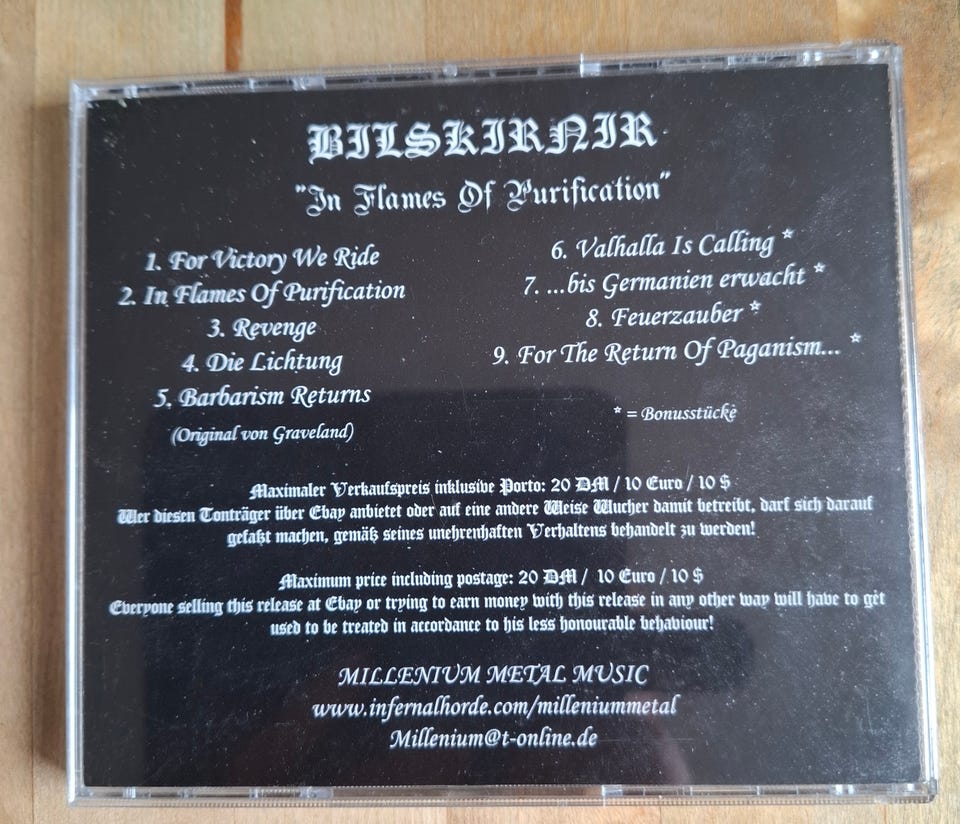 BILSKIRNIR
"In Flames Of Purification"
1. For Victory We Ride
2. In Flames Of Purification
3. Revenge
4. Die Lichtung
5. Barbarism Returns
(Original von Graveland)
6. Valhalla Is Calling *
7. ...bis Germanien erwacht *
8. Feuerzauber *
9. For The Return Of Paganism... *
* = Bonusstücke
Maximaler Verkaufspreis inklusive Porto: 20 DM / 10 Euro / 10 $
Wer diesen Tonträger über Ebay anbietet oder auf eine andere Weise Wucher damit betreibt, darf sich darauf
gefaßt machen, gemäß seines unehrenhaften Verhaltens behandelt zu werden!
Maximum price including postage: 20 DM / 10 Euro / 10 $
Everyone selling this release at Ebay or trying to earn money with this release in any other way will have to get
used to be treated in accordance to his less honourable behaviour!
MILLENIUM METAL MUSIC
www.infernalhorde.com/milleniummetal
Millenium@t-online.de